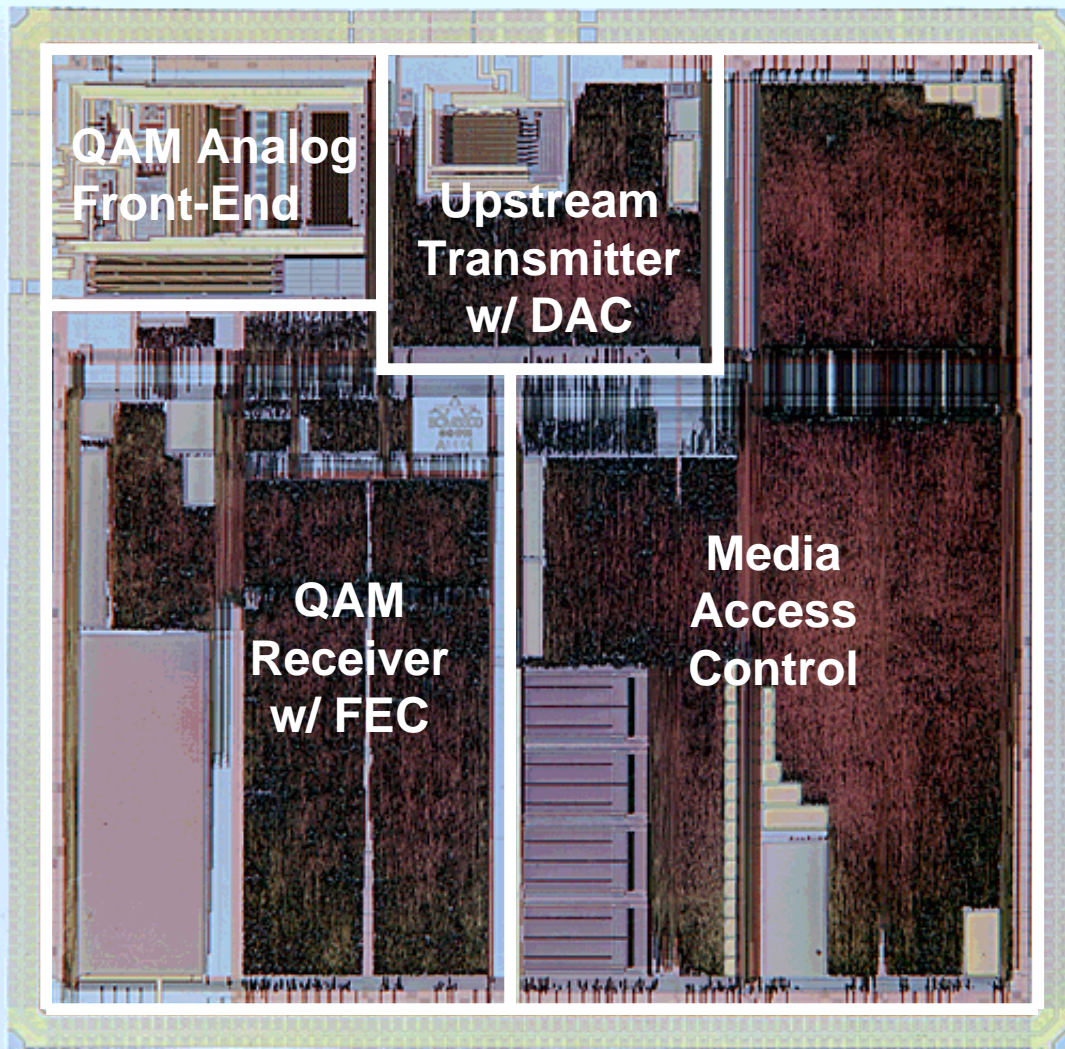 QAM Analog
Front-End
Upstream
Transmitter
w/ DAC
QAM
Receiver
w/ FEC
Media
Access
Control